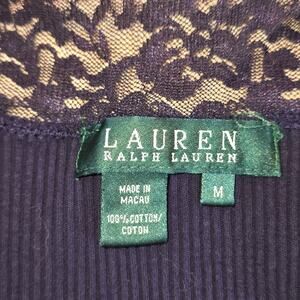 LAUREN
RALPH LAUREN
MADE IN
MACAU
M
100% COTTON/
COTON